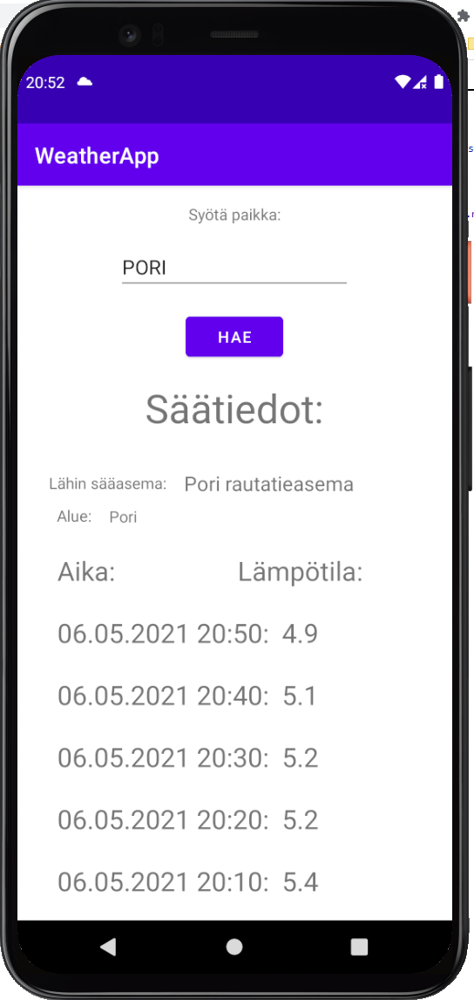 20:52
WeatherApp
Syötä paikka:
PORI
HAE
Säätiedot:
Lähin sääasema: Pori rautatieasema
Alue: Pori
Aika: Lämpötila:
06.05.2021 20:50: 4.9
06.05.2021 20:40: 5.1
06.05.2021 20:30: 5.2
06.05.2021 20:20: 5.2
06.05.2021 20:10: 5.4